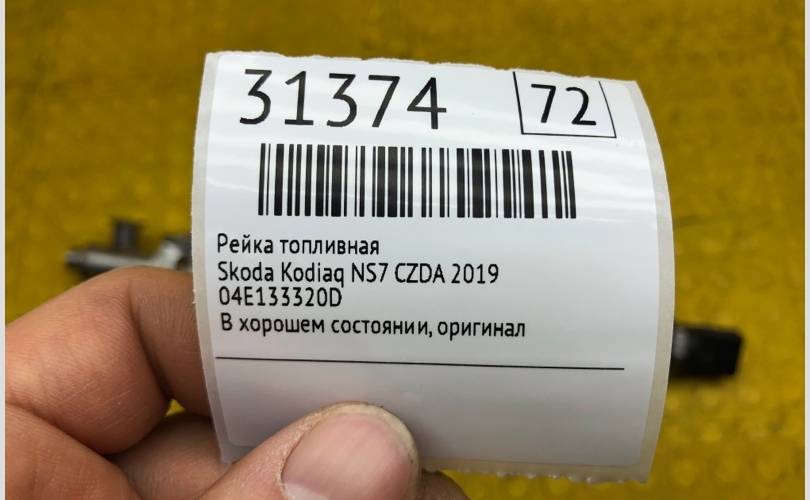 31374 72
Рейка топливная
Skoda Kodiaq NS7 CZDA 2019
04E133320D
В хорошем состоянии, оригинал